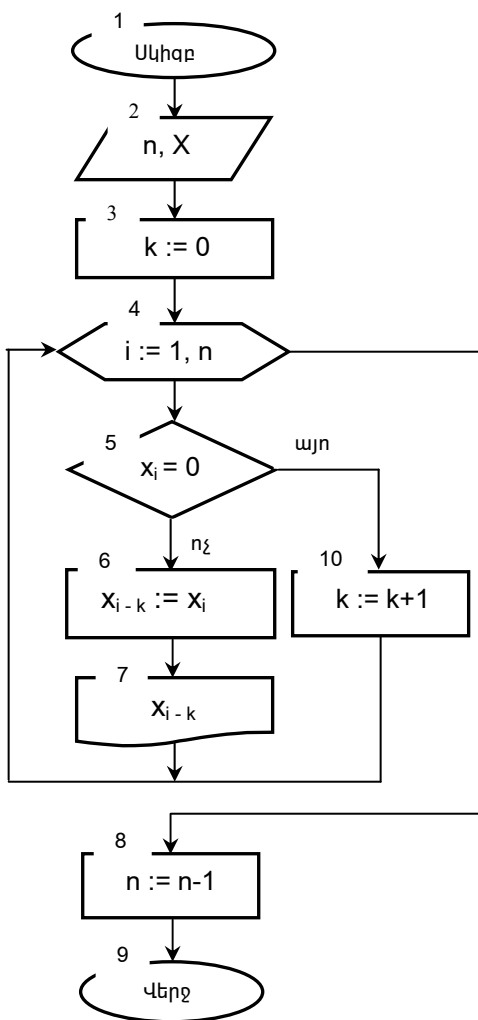 1
Սկիզբ
2
n, X
3
k := 0
4
i := 1, n
5
xi = 0
այո
ոչ
6
xi - k := xi
10
k := k+1
7
xi - k
8
n := n-1
9
Վերջ